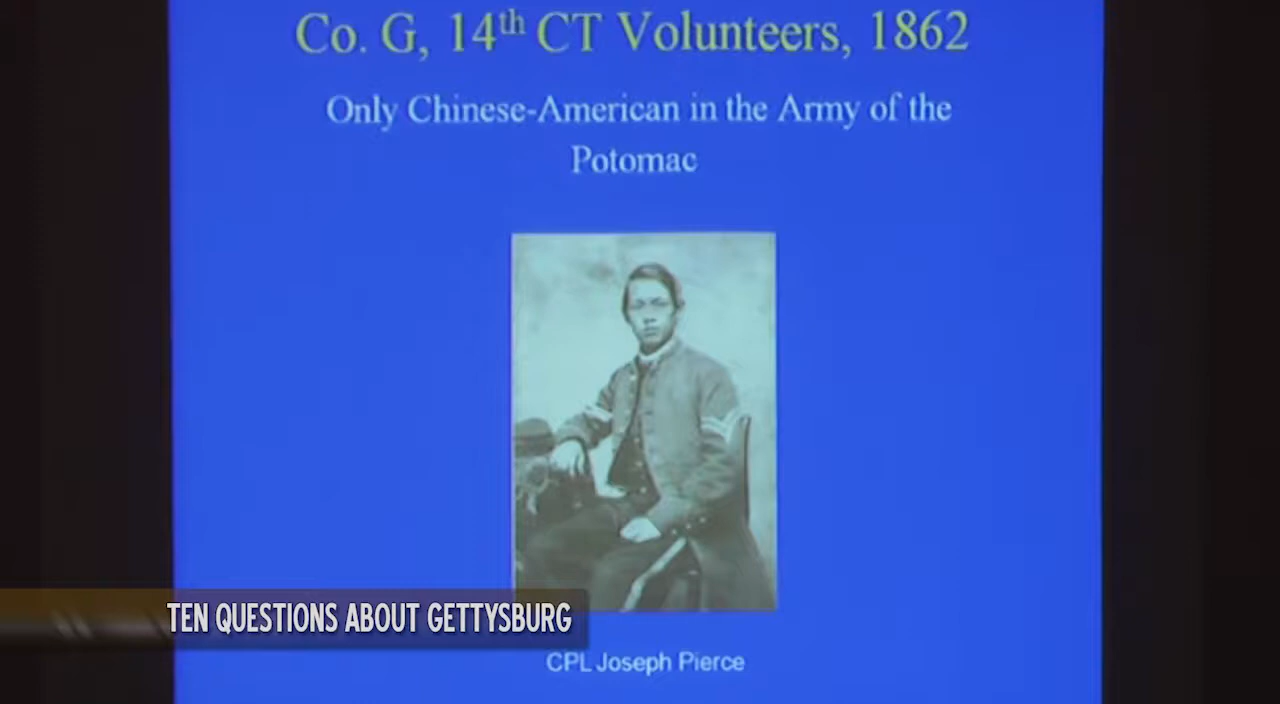 Co. G, 14th CT Volunteers, 1862
Only Chinese-American in the Army of the
Potomac
TEN QUESTIONS ABOUT GETTYSBURG
CPL Joseph Pierce